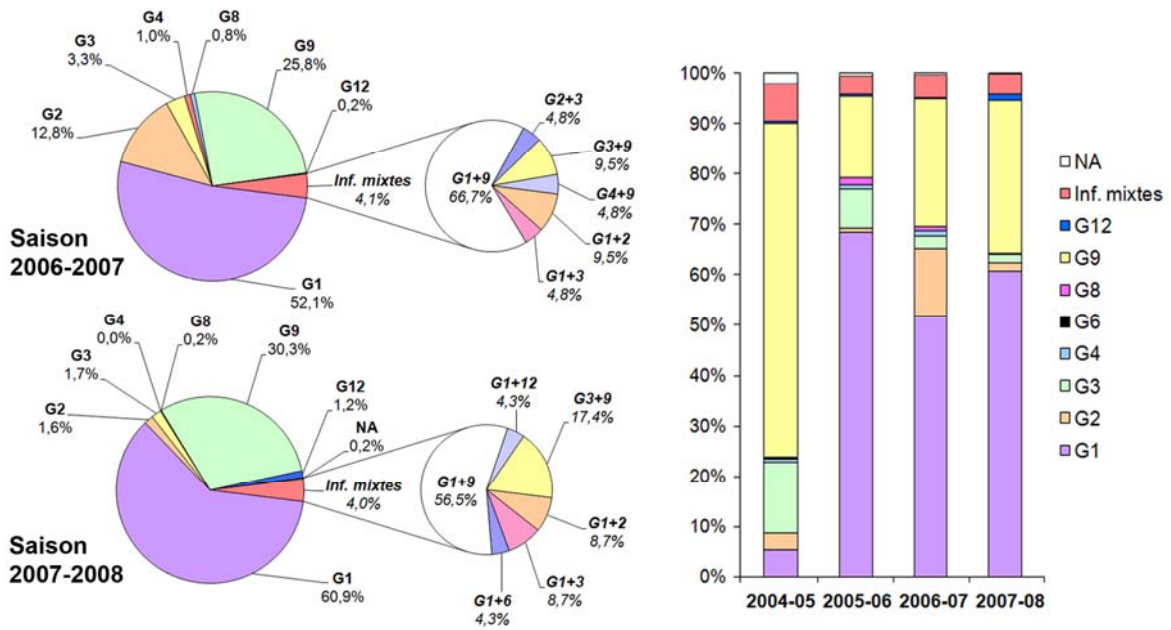 G4
1,0%
G8
0,8%
G3
3,3%
G9
25,8%
G2
12,8%
G12
0,2%
Inf. mixtes
4,1%
G1
52,1%
Saison
2006-2007
G2+3
4,8%
G3+9
9,5%
G4+9
4,8%
G1+2
9,5%
G1+3
4,8%
G1+9
66,7%
G4
0,0%
G8
0,2%
G3
1,7%
G9
30,3%
G2
1,6%
G12
1,2%
NA
0,2%
Inf. mixtes
4,0%
G1
60,9%
Saison
2007-2008
G1+12
4,3%
G3+9
17,4%
G1+9
56,5%
G1+2
8,7%
G1+3
8,7%
G1+6
4,3%
100%
90%
80%
70%
60%
50%
40%
30%
20%
10%
0%
2004-05 2005-06 2006-07 2007-08
NA
Inf. mixtes
G12
G9
G8
G6
G4
G3
G2
G1